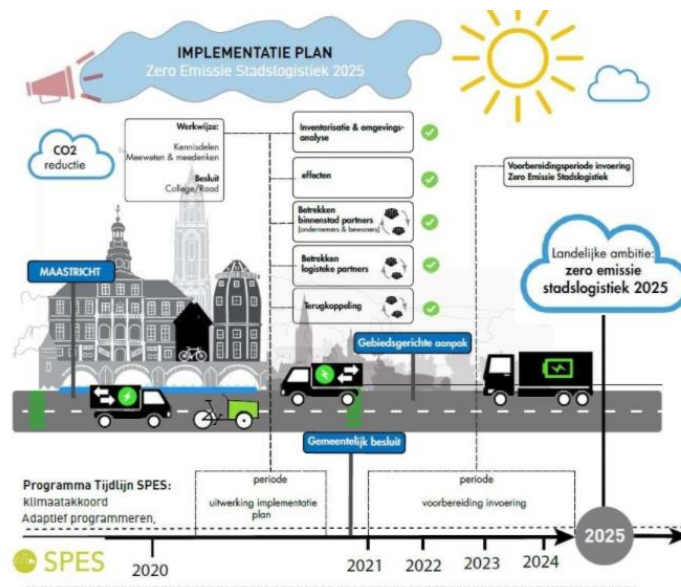 IMPLEMENTATIE PLAN
Zero Emissie Stadslogistiek 2025
CO2
reductie
Werkwijze:
Kennisdelen
Meeweten & meedenken
Besluit
College/Raad
Inventarisatie & omgevings-
analyse
effecten
Betrekken
binnenstad partners
(ondernemers & bewoners)
Betrekken
logistieke partners
Terugkoppeling
Voorbereidingsperiode invoering
Zero Emissie Stadslogistiek
Landelijke ambitie:
zero emissie
stadslogistiek 2025
MAASTRICHT
Gebiedsgerichte aanpak
Gemeentelijk besluit
Programma Tijdlijn SPES:
klimaatakkoord
Adaptief programmeren,
periode
uitwerking implementatie
plan
periode
voorbereiding invoering
SPES
2020
2021
2022
2023
2024
2025